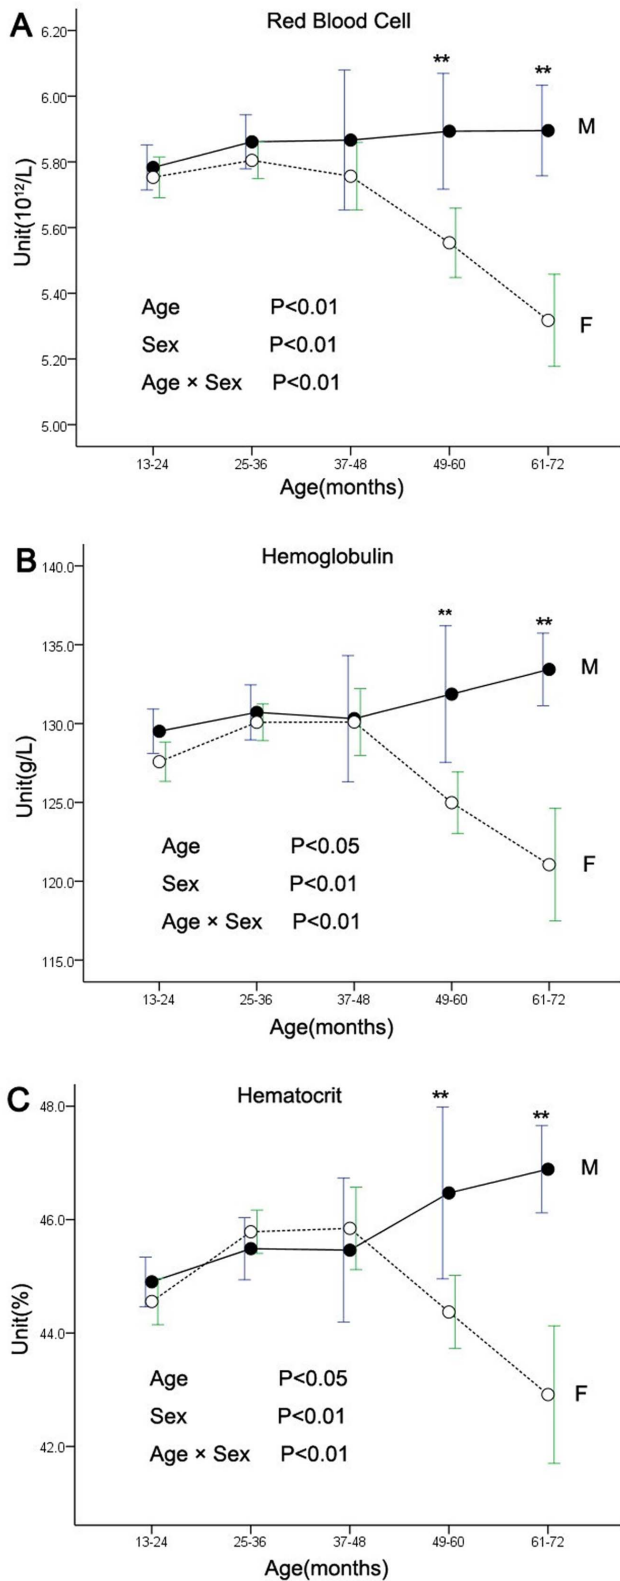 A
Red Blood Cell
6.20
6.00
5.80
5.60
5.40
5.20
5.00
Unit(10¹²/L)
**
**
M
F
Age P<0.01
Sex P<0.01
Age × Sex P<0.01
13-24 25-36 37-48 49-60 61-72
Age(months)
B
Hemoglobulin
140.0
135.0
130.0
125.0
120.0
115.0
Unit(g/L)
**
**
M
F
Age P<0.05
Sex P<0.01
Age × Sex P<0.01
13-24 25-36 37-48 49-60 61-72
Age(months)
C
Hematocrit
48.0
46.0
44.0
42.0
Unit(%)
**
**
M
F
Age P<0.05
Sex P<0.01
Age × Sex P<0.01
13-24 25-36 37-48 49-60 61-72
Age(months)